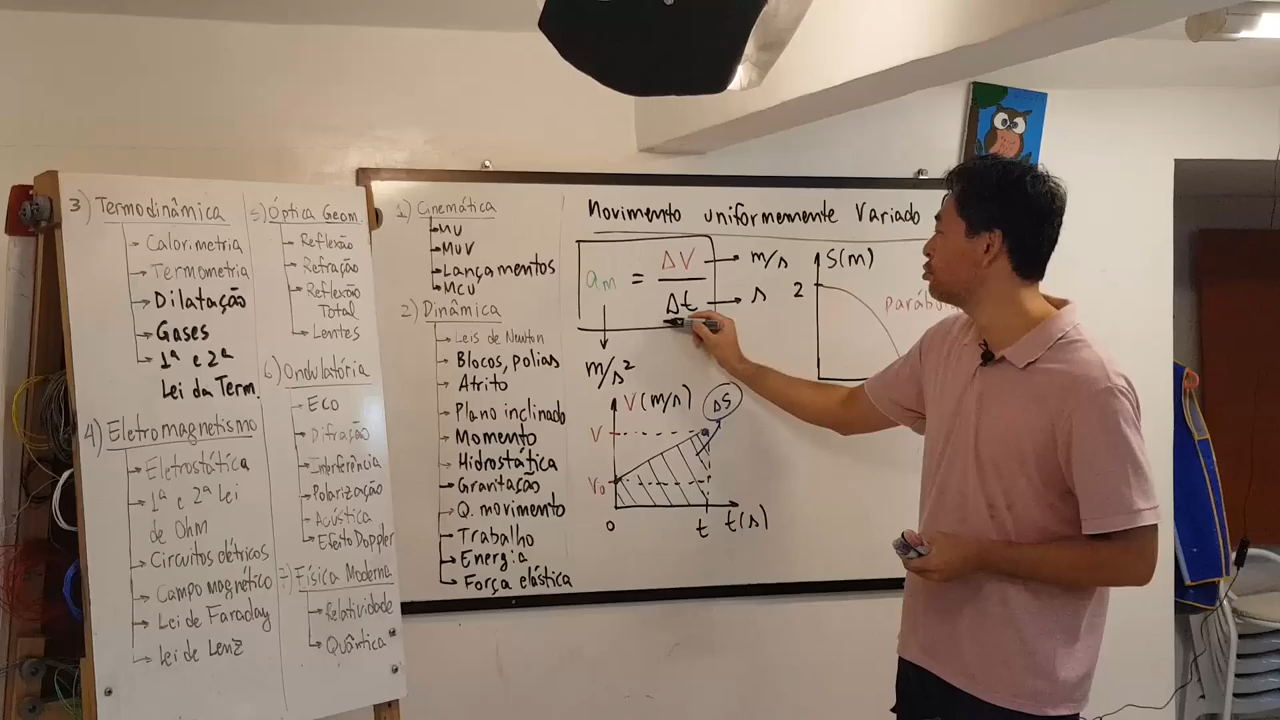 3) Termodinâmica
Calorimetria
Termometria
Dilatação
Gases
1ª e 2ª
Lei da Term.
4) Eletromagnetismo
Eletrostática
1ª e 2ª Lei
de Ohm
Circuitos elétricos
Campo magnético
Lei de Faraday
Lei de Lenz
5) Óptica Geom.
Reflexão
Refração
Reflexão
Total
Lentes
6) Ondulatória
Eco
Difração
Interferência
Polarização
Acústica
Efeito Doppler
7) Física Moderna
Relatividade
Quântica
1) Cinemática
MU
MUV
Lançamentos
MCU
2) Dinâmica
Leis de Newton
Blocos, polias
Atrito
Plano inclinado
Momento
Hidrostática
Gravitação
Q. movimento
Trabalho
Energia
Força elástica
Movimento uniformemente Variado
am = ΔV/Δt
m/s
s
m/s²
V (m/s)
ΔS
V
V0
0
t
t(s)
S(m)
2